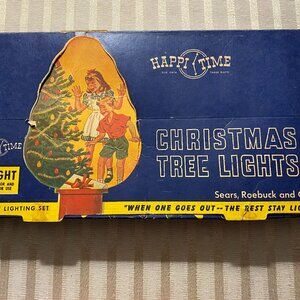 HAPPI TIME
TIME
CHRISTMAS
TREE LIGHTS
GHT
Sears, Roebuck and
LIGHTING SET
"WHEN ONE GOES OUT--THE REST STAY LI